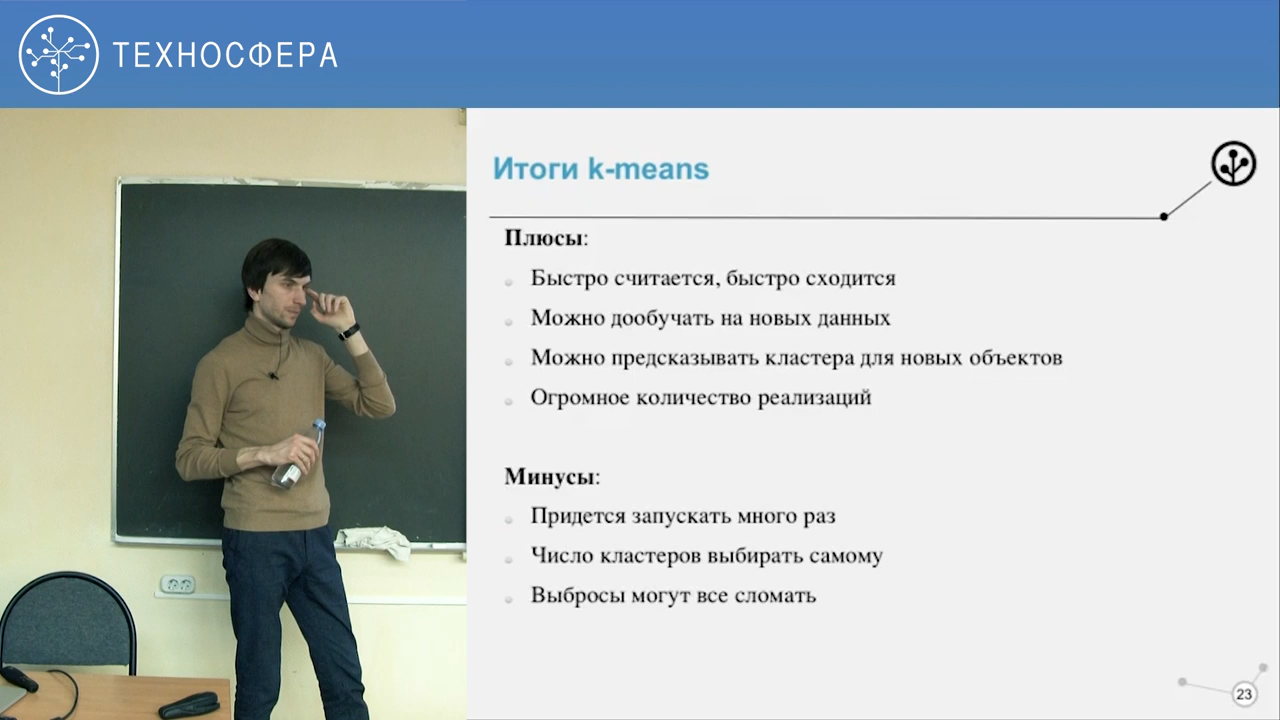 ТЕХНОСФЕРА
Итоги k-means
Плюсы:
Быстро считается, быстро сходится
Можно дообучать на новых данных
Можно предсказывать кластера для новых объектов
Огромное количество реализаций
Минусы:
Придется запускать много раз
Число кластеров выбирать самому
Выбросы могут все сломать
23